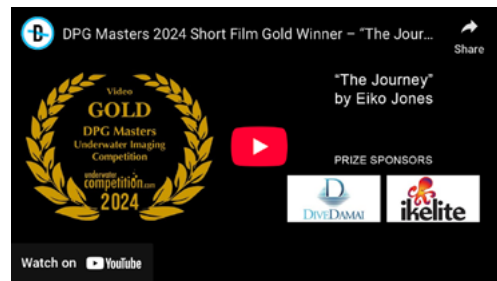 DPG Masters 2024 Short Film Gold Winner – “The Jour...
Share
Video
GOLD
DPG Masters
Underwater Imaging
Competition
underwater
competition.com
2024
“The Journey”
by Eiko Jones
PRIZE SPONSORS
DIVEDAMAI
ikelite
Watch on YouTube